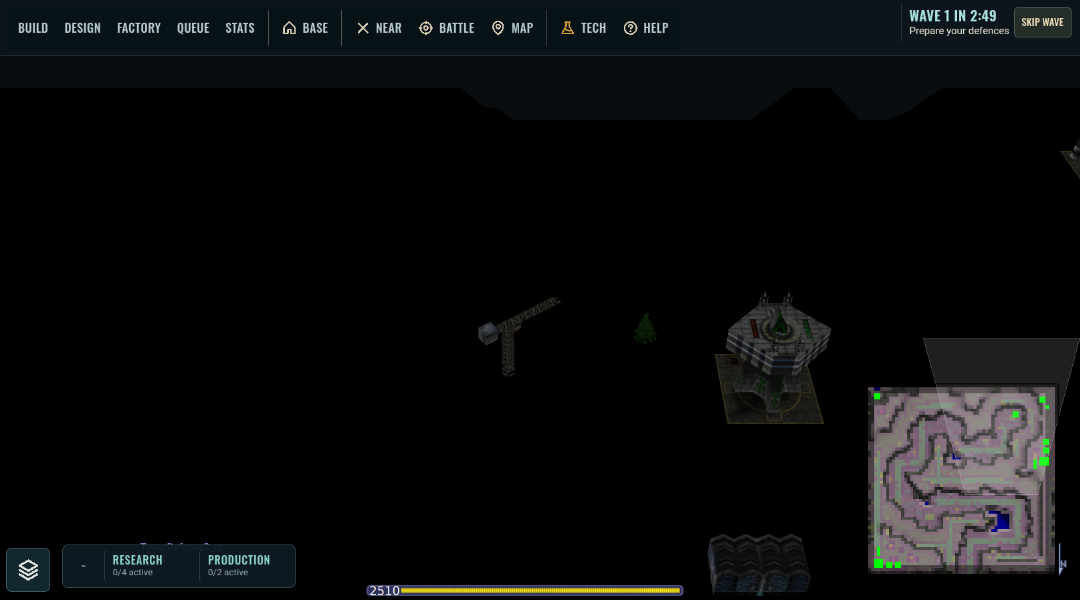 BUILD DESIGN FACTORY QUEUE STATS BASE NEAR BATTLE MAP TECH HELP
WAVE 1 IN 2:49
Prepare your defences
SKIP WAVE
-
RESEARCH
0/4 active
PRODUCTION
0/2 active
2510
N